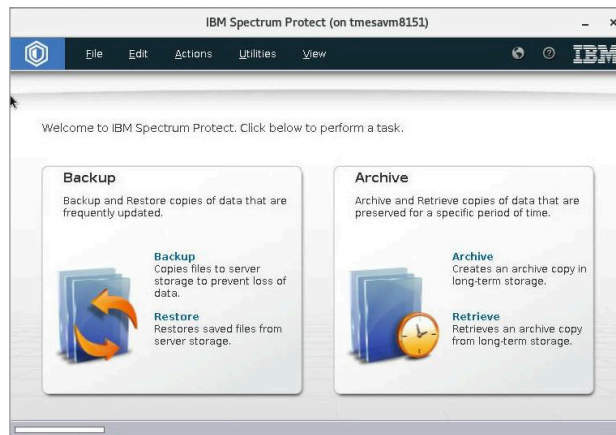 IBM Spectrum Protect (on tmesavm8151)
File Edit Actions Utilities View
IBM
Welcome to IBM Spectrum Protect. Click below to perform a task.
Backup
Backup and Restore copies of data that are
frequently updated.
Backup
Copies files to server
storage to prevent loss of
data.
Restore
Restores saved files from
server storage.
Archive
Archive and Retrieve copies of data that are
preserved for a specific period of time.
Archive
Creates an archive copy in
long-term storage.
Retrieve
Retrieves an archive copy
from long-term storage.